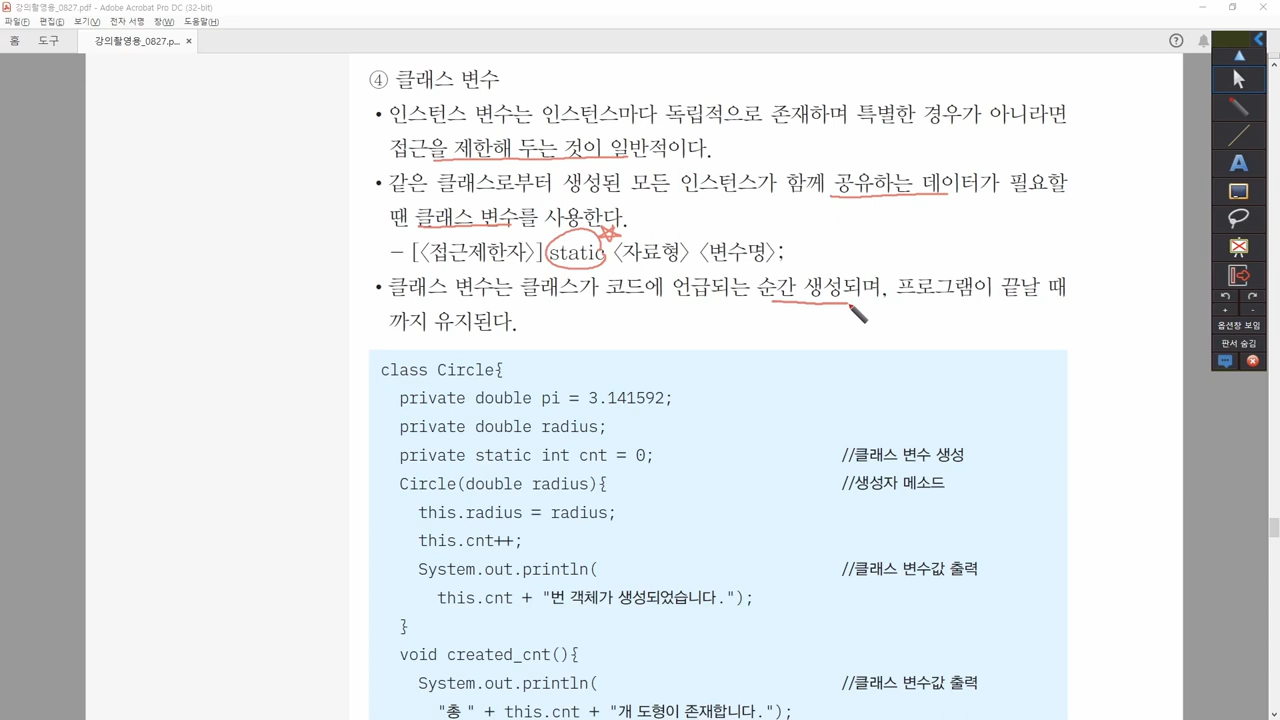 강의촬영용_0827.pdf - Adobe Acrobat Pro DC (32-bit)
파일(F) 편집(E) 보기(V) 전자 서명 창(W) 도움말(H)
홈 도구 강의촬영용_0827.p... ×
④ 클래스 변수
• 인스턴스 변수는 인스턴스마다 독립적으로 존재하며 특별한 경우가 아니라면
접근을 제한해 두는 것이 일반적이다.
• 같은 클래스로부터 생성된 모든 인스턴스가 함께 공유하는 데이터가 필요할
땐 클래스 변수를 사용한다.
– [〈접근제한자〉] static 〈자료형〉 〈변수명〉;
• 클래스 변수는 클래스가 코드에 언급되는 순간 생성되며, 프로그램이 끝날 때
까지 유지된다.
class Circle{
private double pi = 3.141592;
private double radius;
private static int cnt = 0; //클래스 변수 생성
Circle(double radius){ //생성자 메소드
this.radius = radius;
this.cnt++;
System.out.println( //클래스 변수값 출력
this.cnt + "번 객체가 생성되었습니다.");
}
void created_cnt(){
System.out.println( //클래스 변수값 출력
"총 " + this.cnt + "개 도형이 존재합니다.");
A
+ -
옵션창 보임
판서 숨김